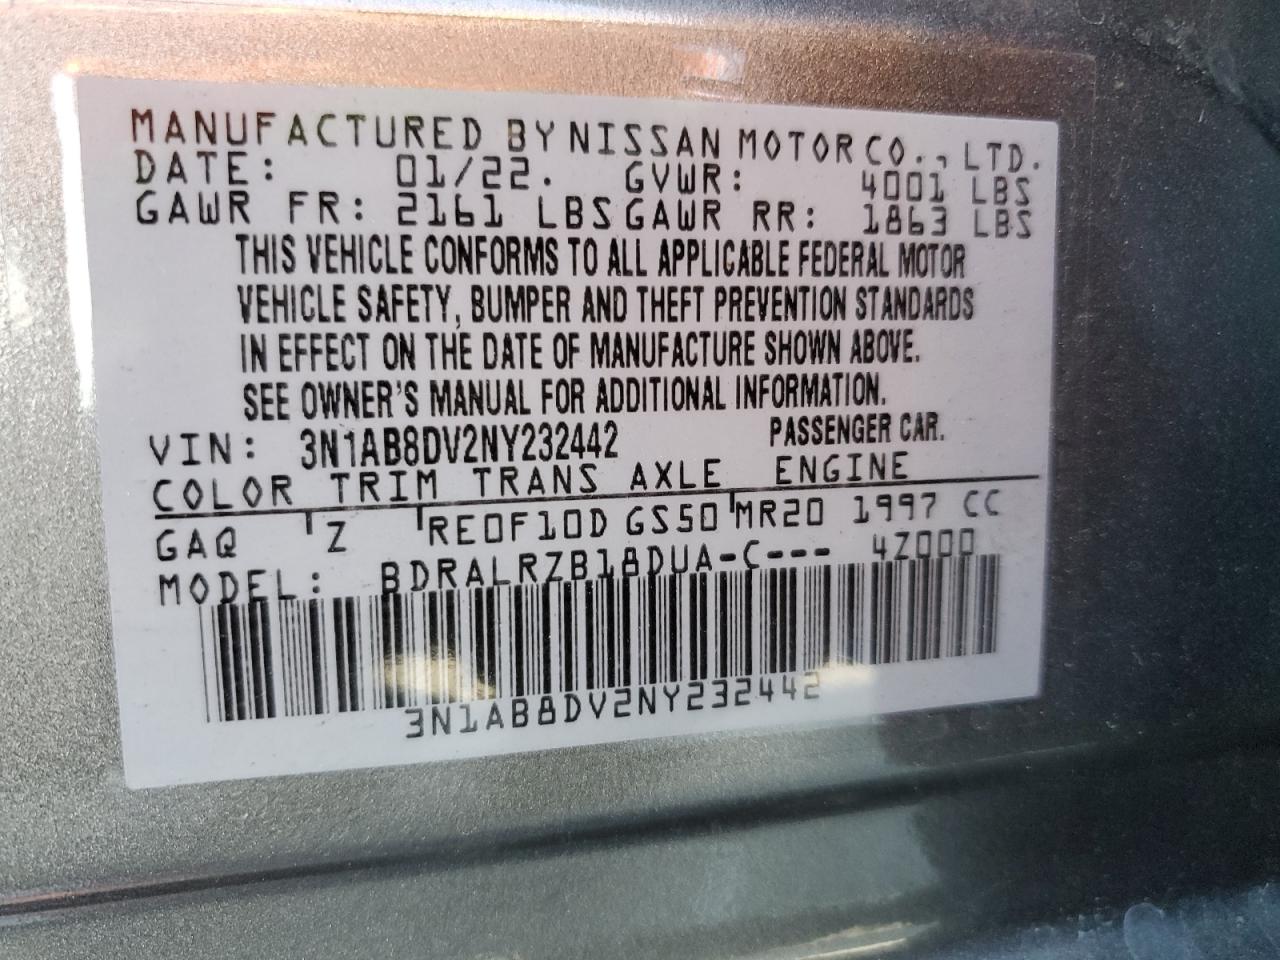 MANUFACTURED BY NISSAN MOTOR CO., LTD.
DATE: 01/22. GVWR: 4001 LBS
GAWR FR: 2161 LBS GAWR RR: 1863 LBS
THIS VEHICLE CONFORMS TO ALL APPLICABLE FEDERAL MOTOR
VEHICLE SAFETY, BUMPER AND THEFT PREVENTION STANDARDS
IN EFFECT ON THE DATE OF MANUFACTURE SHOWN ABOVE.
SEE OWNER'S MANUAL FOR ADDITIONAL INFORMATION.
VIN: 3N1AB8DV2NY232442 PASSENGER CAR.
COLOR TRIM TRANS AXLE ENGINE
GAQ Z RE0F10D GS50 MR20 1997 CC
MODEL: BDRALRZB18DUA-C--- 4Z000
3N1AB8DV2NY232442